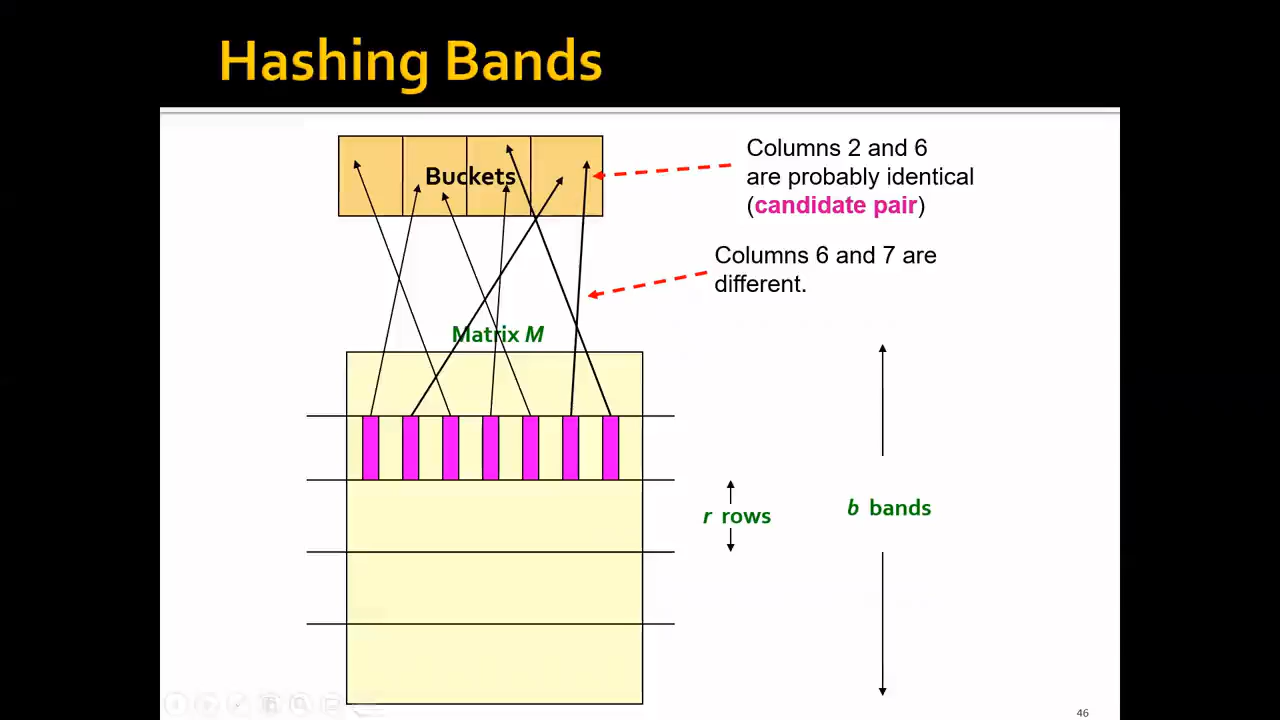 Hashing Bands
Buckets
Columns 2 and 6
are probably identical
(candidate pair)
Columns 6 and 7 are
different.
Matrix M
r rows
b bands
46